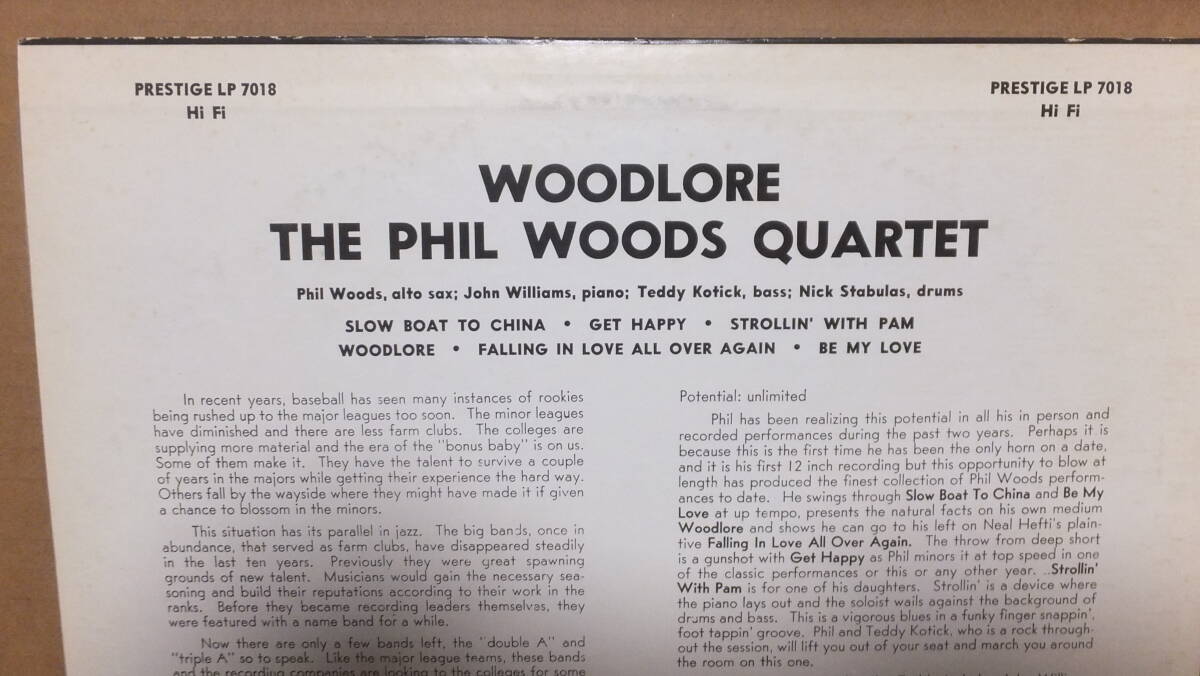 PRESTIGE LP 7018
Hi Fi
PRESTIGE LP 7018
Hi Fi
WOODLORE
THE PHIL WOODS QUARTET
Phil Woods, alto sax; John Williams, piano; Teddy Kotick, bass; Nick Stabulas, drums
SLOW BOAT TO CHINA • GET HAPPY • STROLLIN' WITH PAM
WOODLORE • FALLING IN LOVE ALL OVER AGAIN • BE MY LOVE
In recent years, baseball has seen many instances of rookies
being rushed up to the major leagues too soon. The minor leagues
have diminished and there are less farm clubs. The colleges are
supplying more material and the era of the "bonus baby" is on us.
Some of them make it. They have the talent to survive a couple
of years in the majors while getting their experience the hard way.
Others fall by the wayside where they might have made it if given
a chance to blossom in the minors.
This situation has its parallel in jazz. The big bands, once in
abundance, that served as farm clubs, have disappeared steadily
in the last ten years. Previously they were great spawning
grounds of new talent. Musicians would gain the necessary sea-
soning and build their reputations according to their work in the
ranks. Before they became recording leaders themselves, they
were featured with a name band for a while.
Now there are only a few bands left, the "double A" and
"triple A" so to speak. Like the major league teams, these bands
and the recording companies are looking to the colleges for some
Potential: unlimited
Phil has been realizing this potential in all his in person and
recorded performances during the past two years. Perhaps it is
because this is the first time he has been the only horn on a date,
and it is his first 12 inch recording but this opportunity to blow at
length has produced the finest collection of Phil Woods perform-
ances to date. He swings through Slow Boat To China and Be My
Love at up tempo, presents the natural facts on his own medium
Woodlore and shows he can go to his left on Neal Hefti's plain-
tive Falling In Love All Over Again. The throw from deep short
is a gunshot with Get Happy as Phil minors it at top speed in one
of the classic performances or this or any other year. ..Strollin'
With Pam is for one of his daughters. Strollin' is a device where
the piano lays out and the soloist wails against the background of
drums and bass. This is a vigorous blues in a funky finger snappin',
foot tappin' groove. Phil and Teddy Kotick, who is a rock through-
out the session, will lift you out of your seat and march you around
the room on this one.